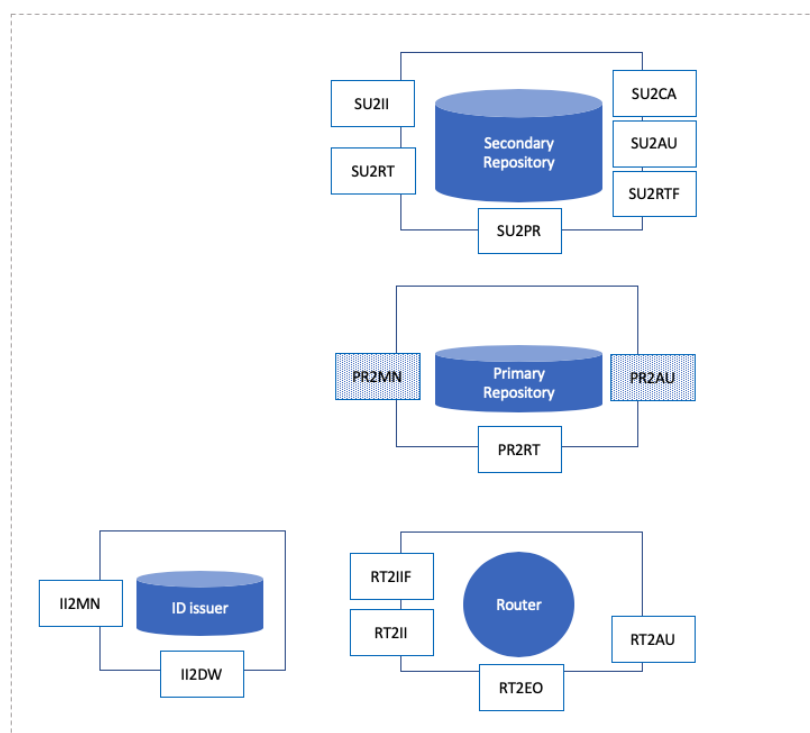 SU2II
SU2CA
Secondary
Repository
SU2AU
SU2RT
SU2RTF
SU2PR
PR2MN
Primary
Repository
PR2AU
PR2RT
II2MN
ID issuer
II2DW
RT2IIF
Router
RT2II
RT2AU
RT2EO